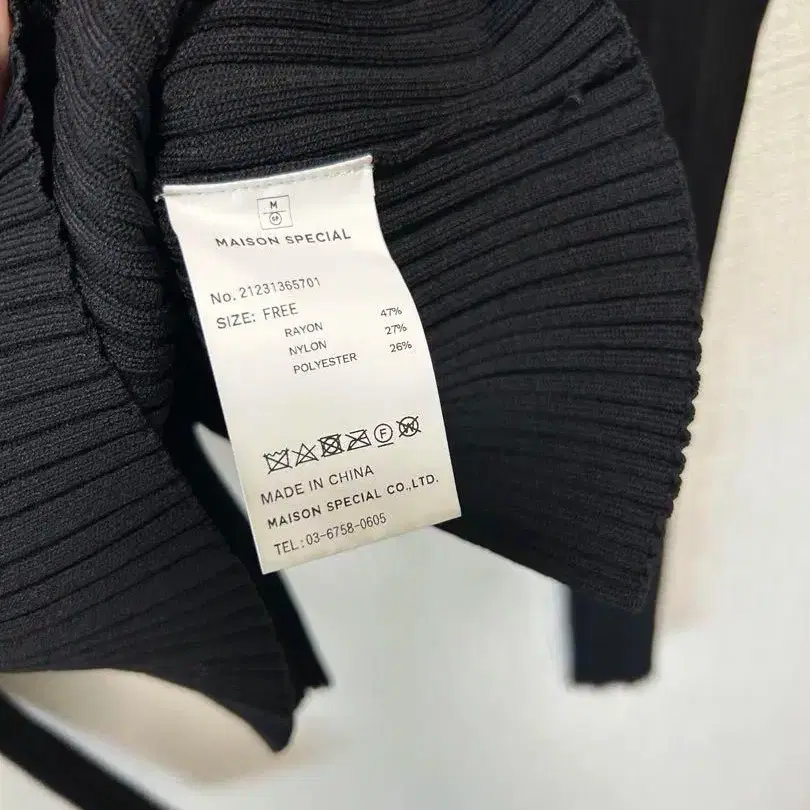 M
SP
MAISON SPECIAL
No. 21231365701
SIZE: FREE
RAYON 47%
NYLON 27%
POLYESTER 26%
F
W
MADE IN CHINA
MAISON SPECIAL CO.,LTD.
TEL:03-6758-0605